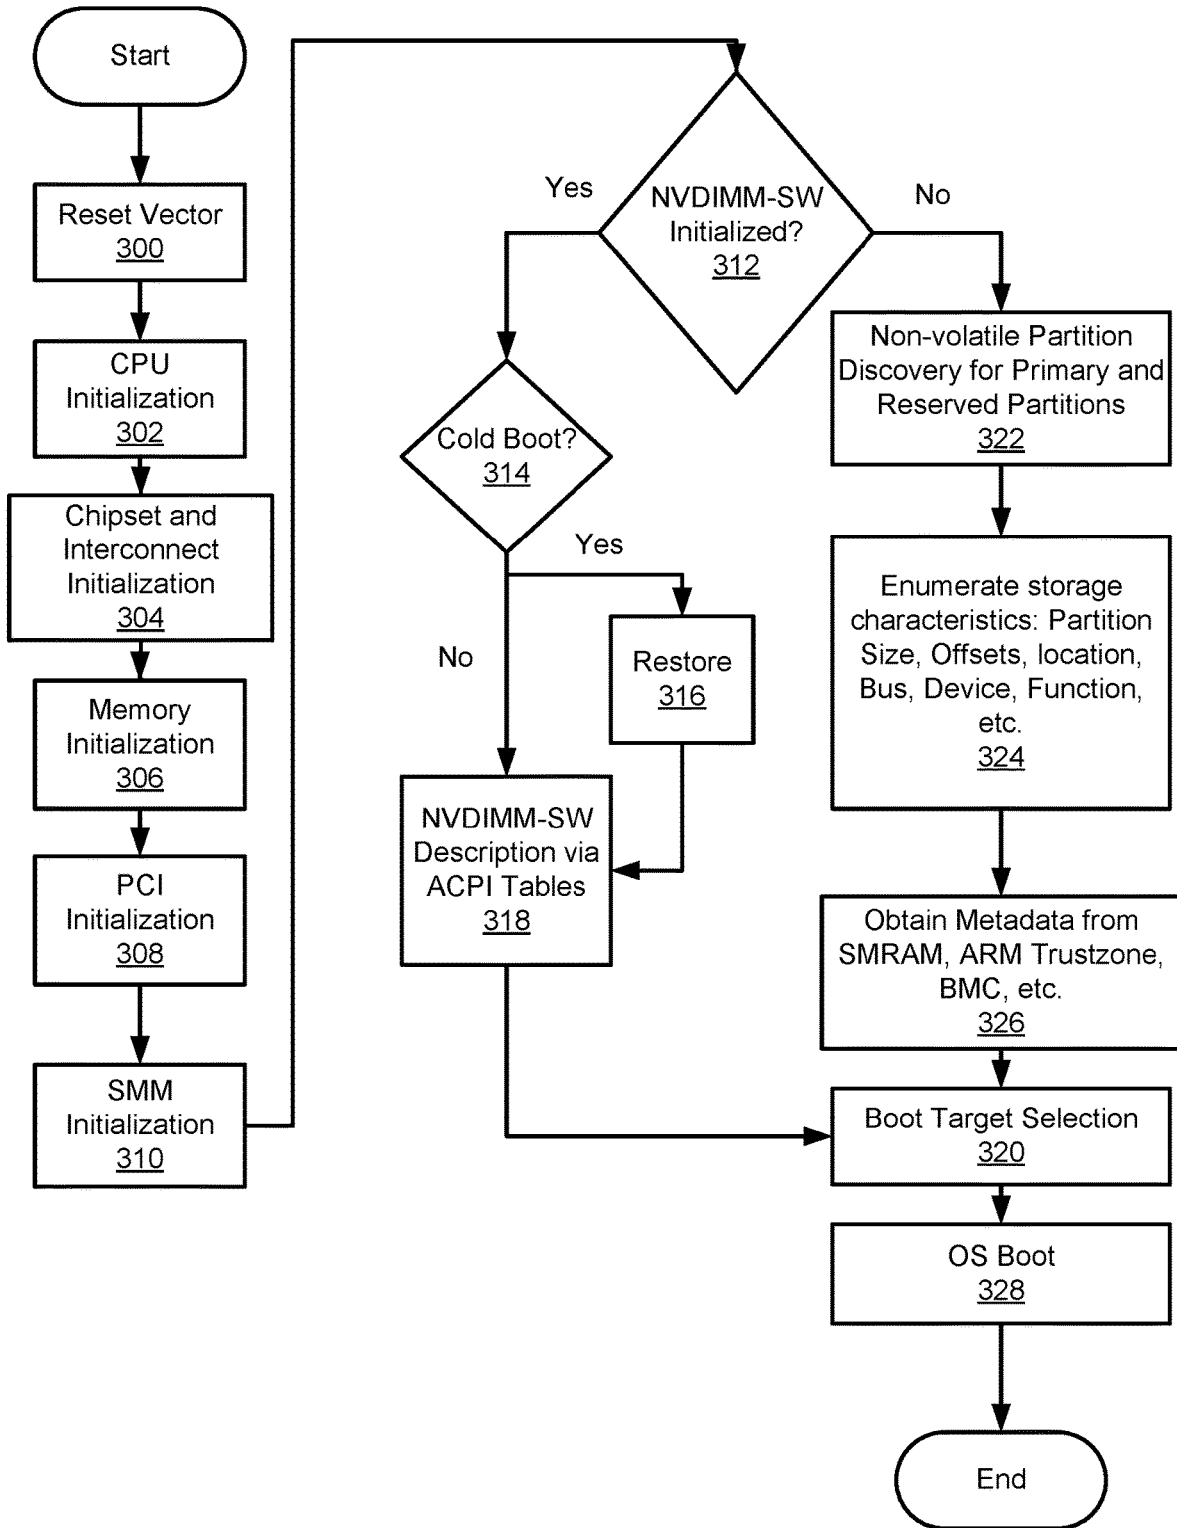 Start
Reset Vector
300
CPU
Initialization
302
Chipset and
Interconnect
Initialization
304
Memory
Initialization
306
PCI
Initialization
308
SMM
Initialization
310
NVDIMM-SW
Initialized?
312
Yes
No
Cold Boot?
314
Yes
No
Restore
316
NVDIMM-SW
Description via
ACPI Tables
318
Non-volatile Partition
Discovery for Primary and
Reserved Partitions
322
Enumerate storage
characteristics: Partition
Size, Offsets, location,
Bus, Device, Function,
etc.
324
Obtain Metadata from
SMRAM, ARM Trustzone,
BMC, etc.
326
Boot Target Selection
320
OS Boot
328
End